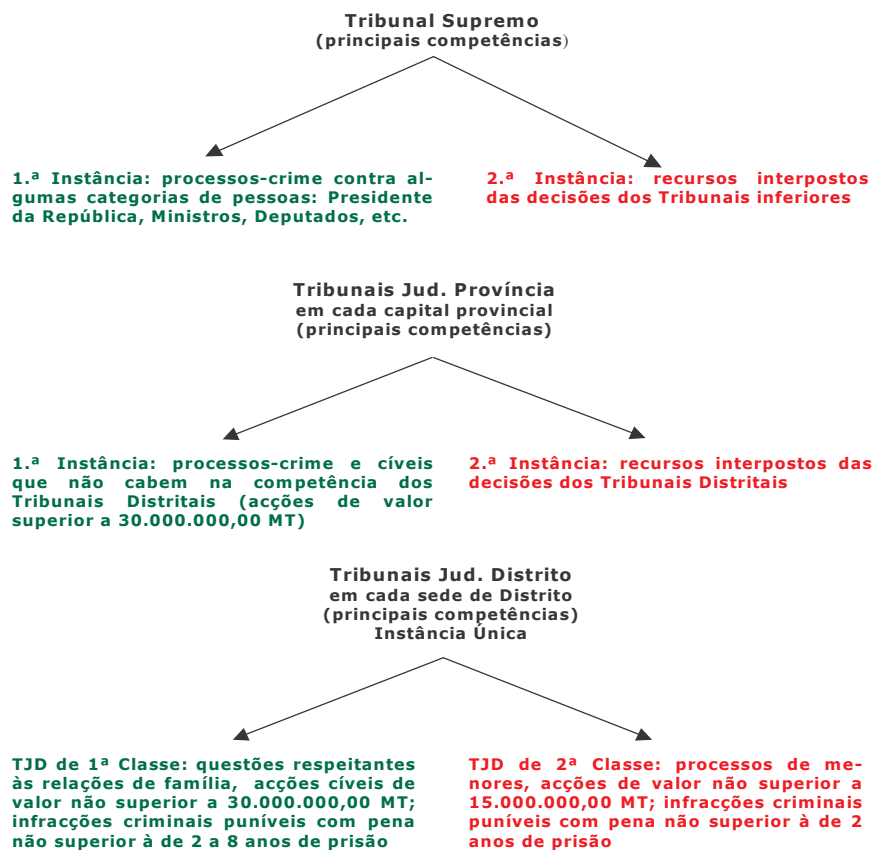 Tribunal Supremo
(principais competências)
1.ª Instância: processos-crime contra al-
gumas categorias de pessoas: Presidente
da República, Ministros, Deputados, etc.
2.ª Instância: recursos interpostos
das decisões dos Tribunais inferiores
Tribunais Jud. Província
em cada capital provincial
(principais competências)
1.ª Instância: processos-crime e cíveis
que não cabem na competência dos
Tribunais Distritais (acções de valor
superior a 30.000.000,00 MT)
2.ª Instância: recursos interpostos das
decisões dos Tribunais Distritais
Tribunais Jud. Distrito
em cada sede de Distrito
(principais competências)
Instância Única
TJD de 1ª Classe: questões respeitantes
às relações de família, acções cíveis de
valor não superior a 30.000.000,00 MT;
infracções criminais puníveis com pena
não superior à de 2 a 8 anos de prisão
TJD de 2ª Classe: processos de me-
nores, acções de valor não superior a
15.000.000,00 MT; infracções criminais
puníveis com pena não superior à de 2
anos de prisão